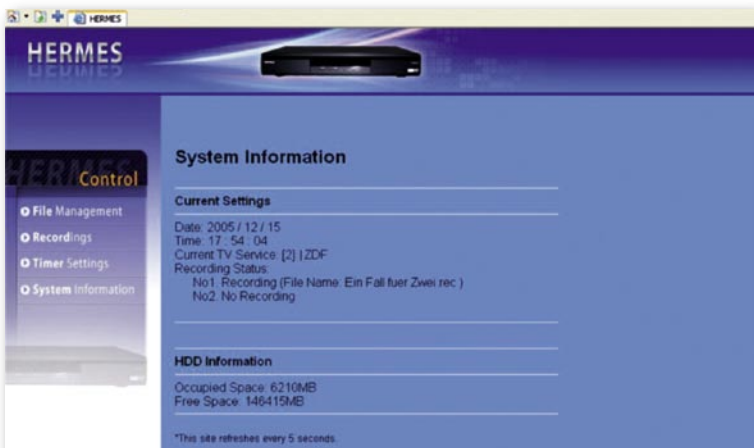 HERMES
HERMES
System Information
HERMES
Control
Current Settings
File Management
Date: 2005 / 12 / 15
Time: 17 : 54 : 04
Recordings
Current TV Service: [2] | ZDF
Recording Status:
Timer Settings
No1. Recording (File Name: Ein Fall fuer Zwei rec )
System Information
No2. No Recording
HDD Information
Occupied Space: 6210MB
Free Space: 146415MB
*This site refreshes every 5 seconds.